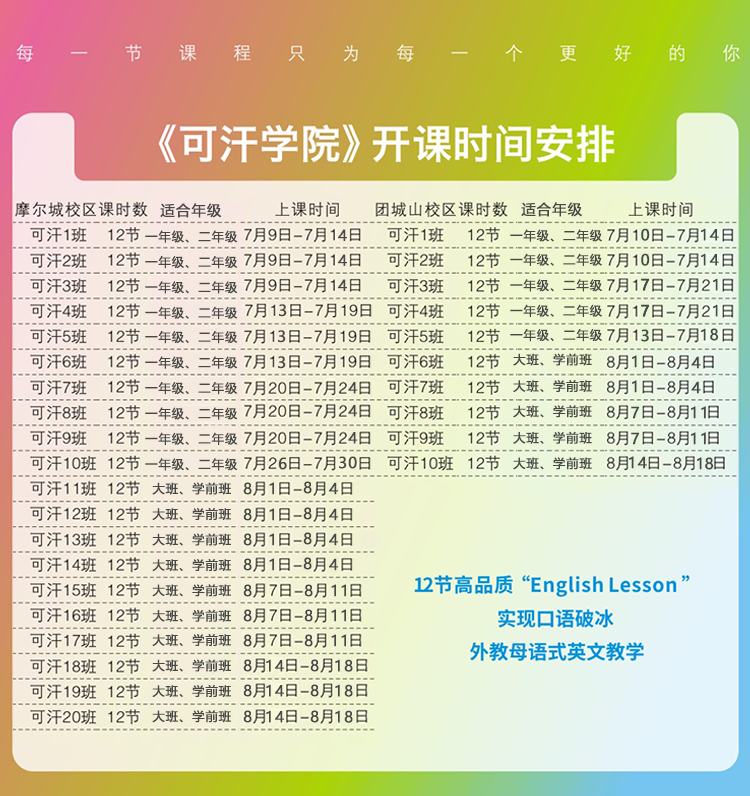 每一节课程只为每一个更好的你
《可汗学院》开课时间安排
摩尔城校区 课时数 适合年级 上课时间 团城山校区 课时数 适合年级 上课时间
可汗1班 12节 一年级、二年级 7月9日-7月14日 可汗1班 12节 一年级、二年级 7月10日-7月14日
可汗2班 12节 一年级、二年级 7月9日-7月14日 可汗2班 12节 一年级、二年级 7月10日-7月14日
可汗3班 12节 一年级、二年级 7月9日-7月14日 可汗3班 12节 一年级、二年级 7月17日-7月21日
可汗4班 12节 一年级、二年级 7月13日-7月19日 可汗4班 12节 一年级、二年级 7月17日-7月21日
可汗5班 12节 一年级、二年级 7月13日-7月19日 可汗5班 12节 一年级、二年级 7月13日-7月18日
可汗6班 12节 一年级、二年级 7月13日-7月19日 可汗6班 12节 大班、学前班 8月1日-8月4日
可汗7班 12节 一年级、二年级 7月20日-7月24日 可汗7班 12节 大班、学前班 8月1日-8月4日
可汗8班 12节 一年级、二年级 7月20日-7月24日 可汗8班 12节 大班、学前班 8月7日-8月11日
可汗9班 12节 一年级、二年级 7月20日-7月24日 可汗9班 12节 大班、学前班 8月7日-8月11日
可汗10班 12节 一年级、二年级 7月26日-7月30日 可汗10班 12节 大班、学前班 8月14日-8月18日
可汗11班 12节 大班、学前班 8月1日-8月4日
可汗12班 12节 大班、学前班 8月1日-8月4日
可汗13班 12节 大班、学前班 8月1日-8月4日
可汗14班 12节 大班、学前班 8月1日-8月4日
可汗15班 12节 大班、学前班 8月7日-8月11日
可汗16班 12节 大班、学前班 8月7日-8月11日
可汗17班 12节 大班、学前班 8月7日-8月11日
可汗18班 12节 大班、学前班 8月14日-8月18日
可汗19班 12节 大班、学前班 8月14日-8月18日
可汗20班 12节 大班、学前班 8月14日-8月18日
12节高品质“English Lesson”
实现口语破冰
外教母语式英文教学